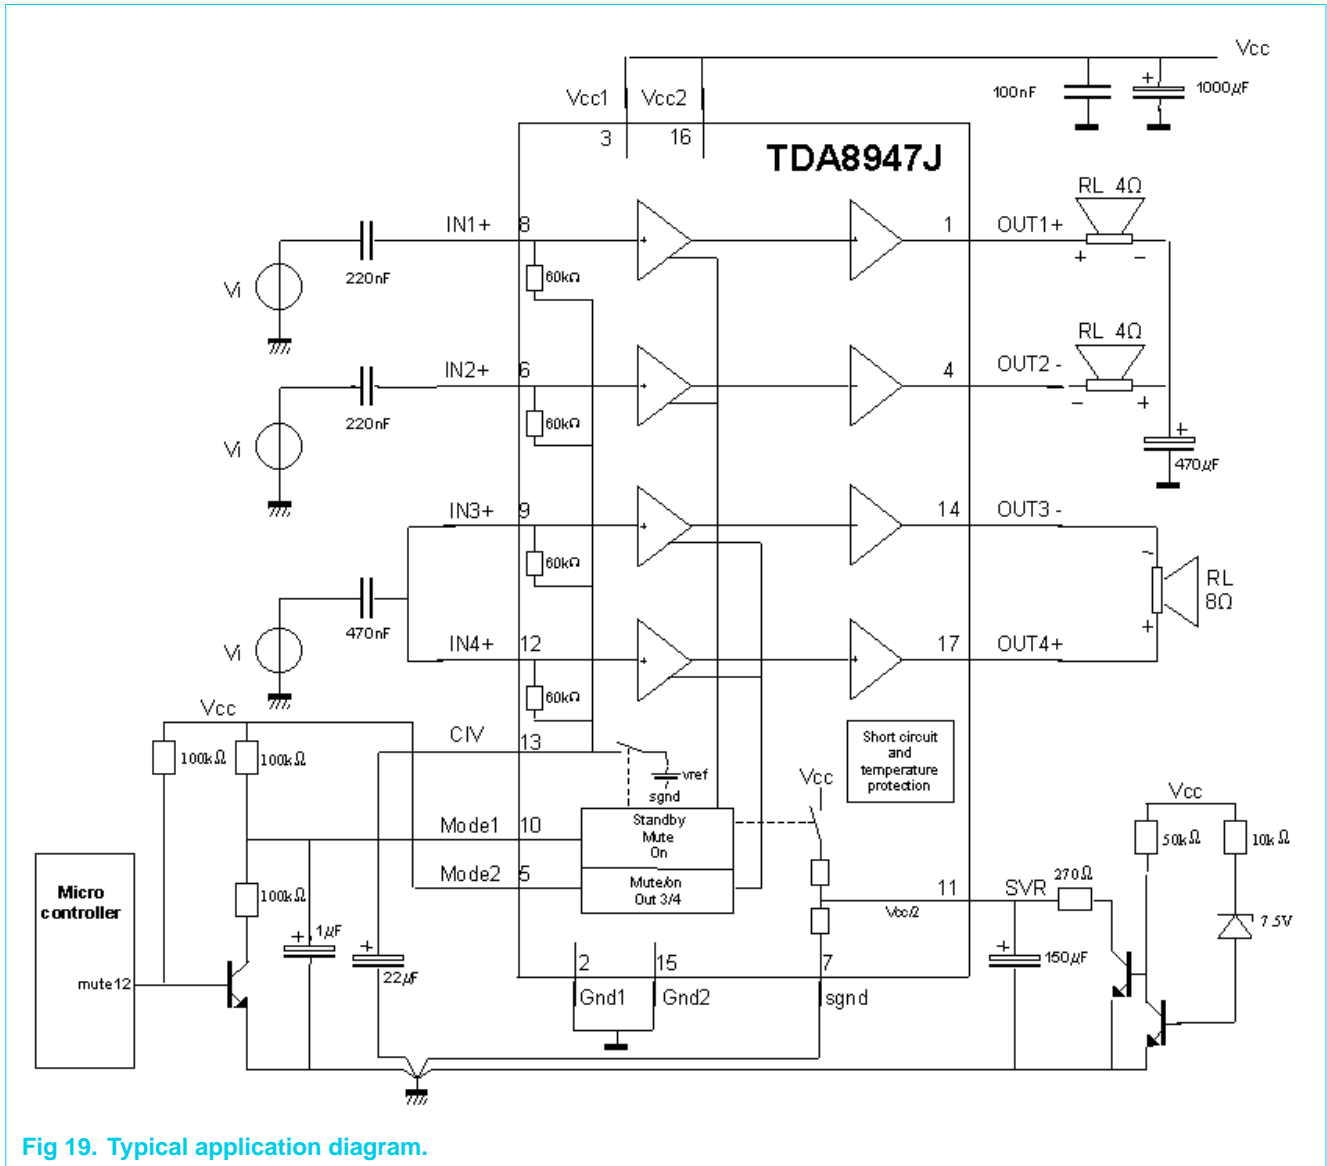 Vcc
Vcc1
Vcc2
100nF
+
1000µF
3
16
TDA8947J
RL 4Ω
IN1+
8
+
+
1
OUT1+
+
−
60kΩ
220nF
Vi
RL 4Ω
IN2+
6
+
−
4
OUT2 -
−
+
60kΩ
220nF
+
470µF
Vi
IN3+
9
+
−
14
OUT3 -
−
60kΩ
RL
8Ω
470nF
+
IN4+
12
+
+
17
OUT4+
Vi
60kΩ
Vcc
CIV
13
Short circuit
and
temperature
protection
100kΩ
100kΩ
vref
sgnd
Vcc
Vcc
Mode1
10
Standby
Mute
On
50kΩ
10kΩ
Mode2
5
Mute/on
Out 3/4
11
SVR
270Ω
Micro
controller
100kΩ
Vcc/2
7.5V
+
1µF
+
22µF
+
150µF
mute12
2
15
7
Gnd1
Gnd2
sgnd
Fig 19. Typical application diagram.